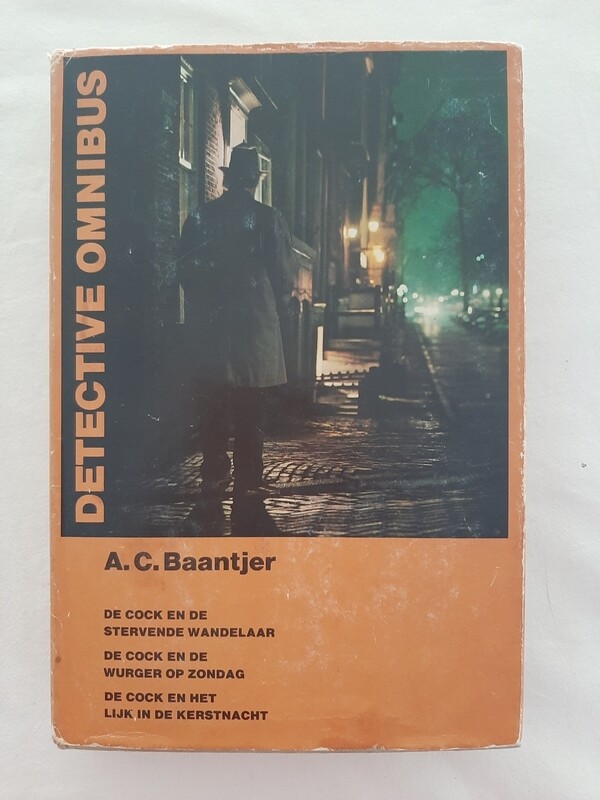 DETECTIVE OMNIBUS
A.C. Baantjer
DE COCK EN DE
STERVENDE WANDELAAR
DE COCK EN DE
WURGER OP ZONDAG
DE COCK EN HET
LIJK IN DE KERSTNACHT